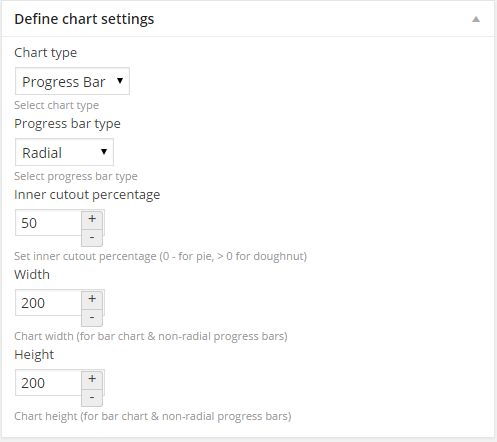 Define chart settings
Chart type
Progress Bar
Select chart type
Progress bar type
Radial
Select progress bar type
Inner cutout percentage
50
+
-
Set inner cutout percentage (0 - for pie, > 0 for doughnut)
Width
200
+
-
Chart width (for bar chart & non-radial progress bars)
Height
200
+
-
Chart height (for bar chart & non-radial progress bars)